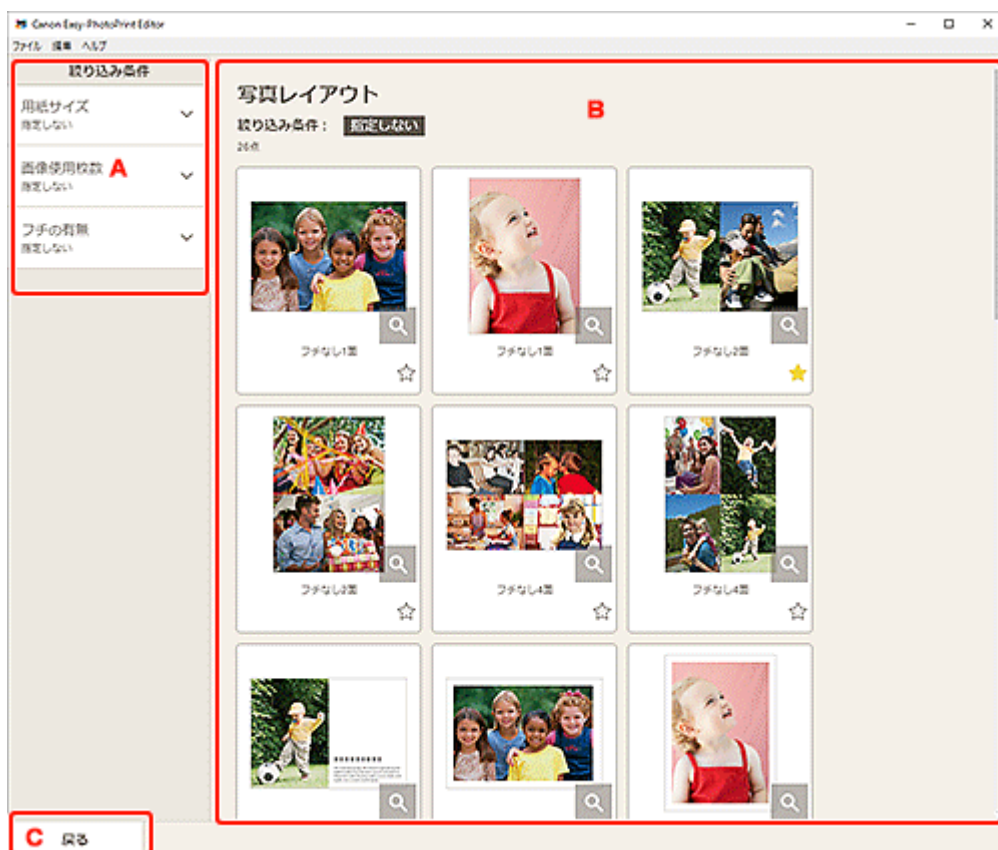 Canon Easy-PhotoPrint Editor
ファイル 編集 ヘルプ
絞り込み条件
用紙サイズ
指定しない
画像使用枚数 A
指定しない
フチの有無
指定しない
写真レイアウト
B
絞り込み条件： 指定しない
26点
フチなし1面
フチなし1面
フチなし2面
フチなし2面
フチなし4面
フチなし4面
C 戻る